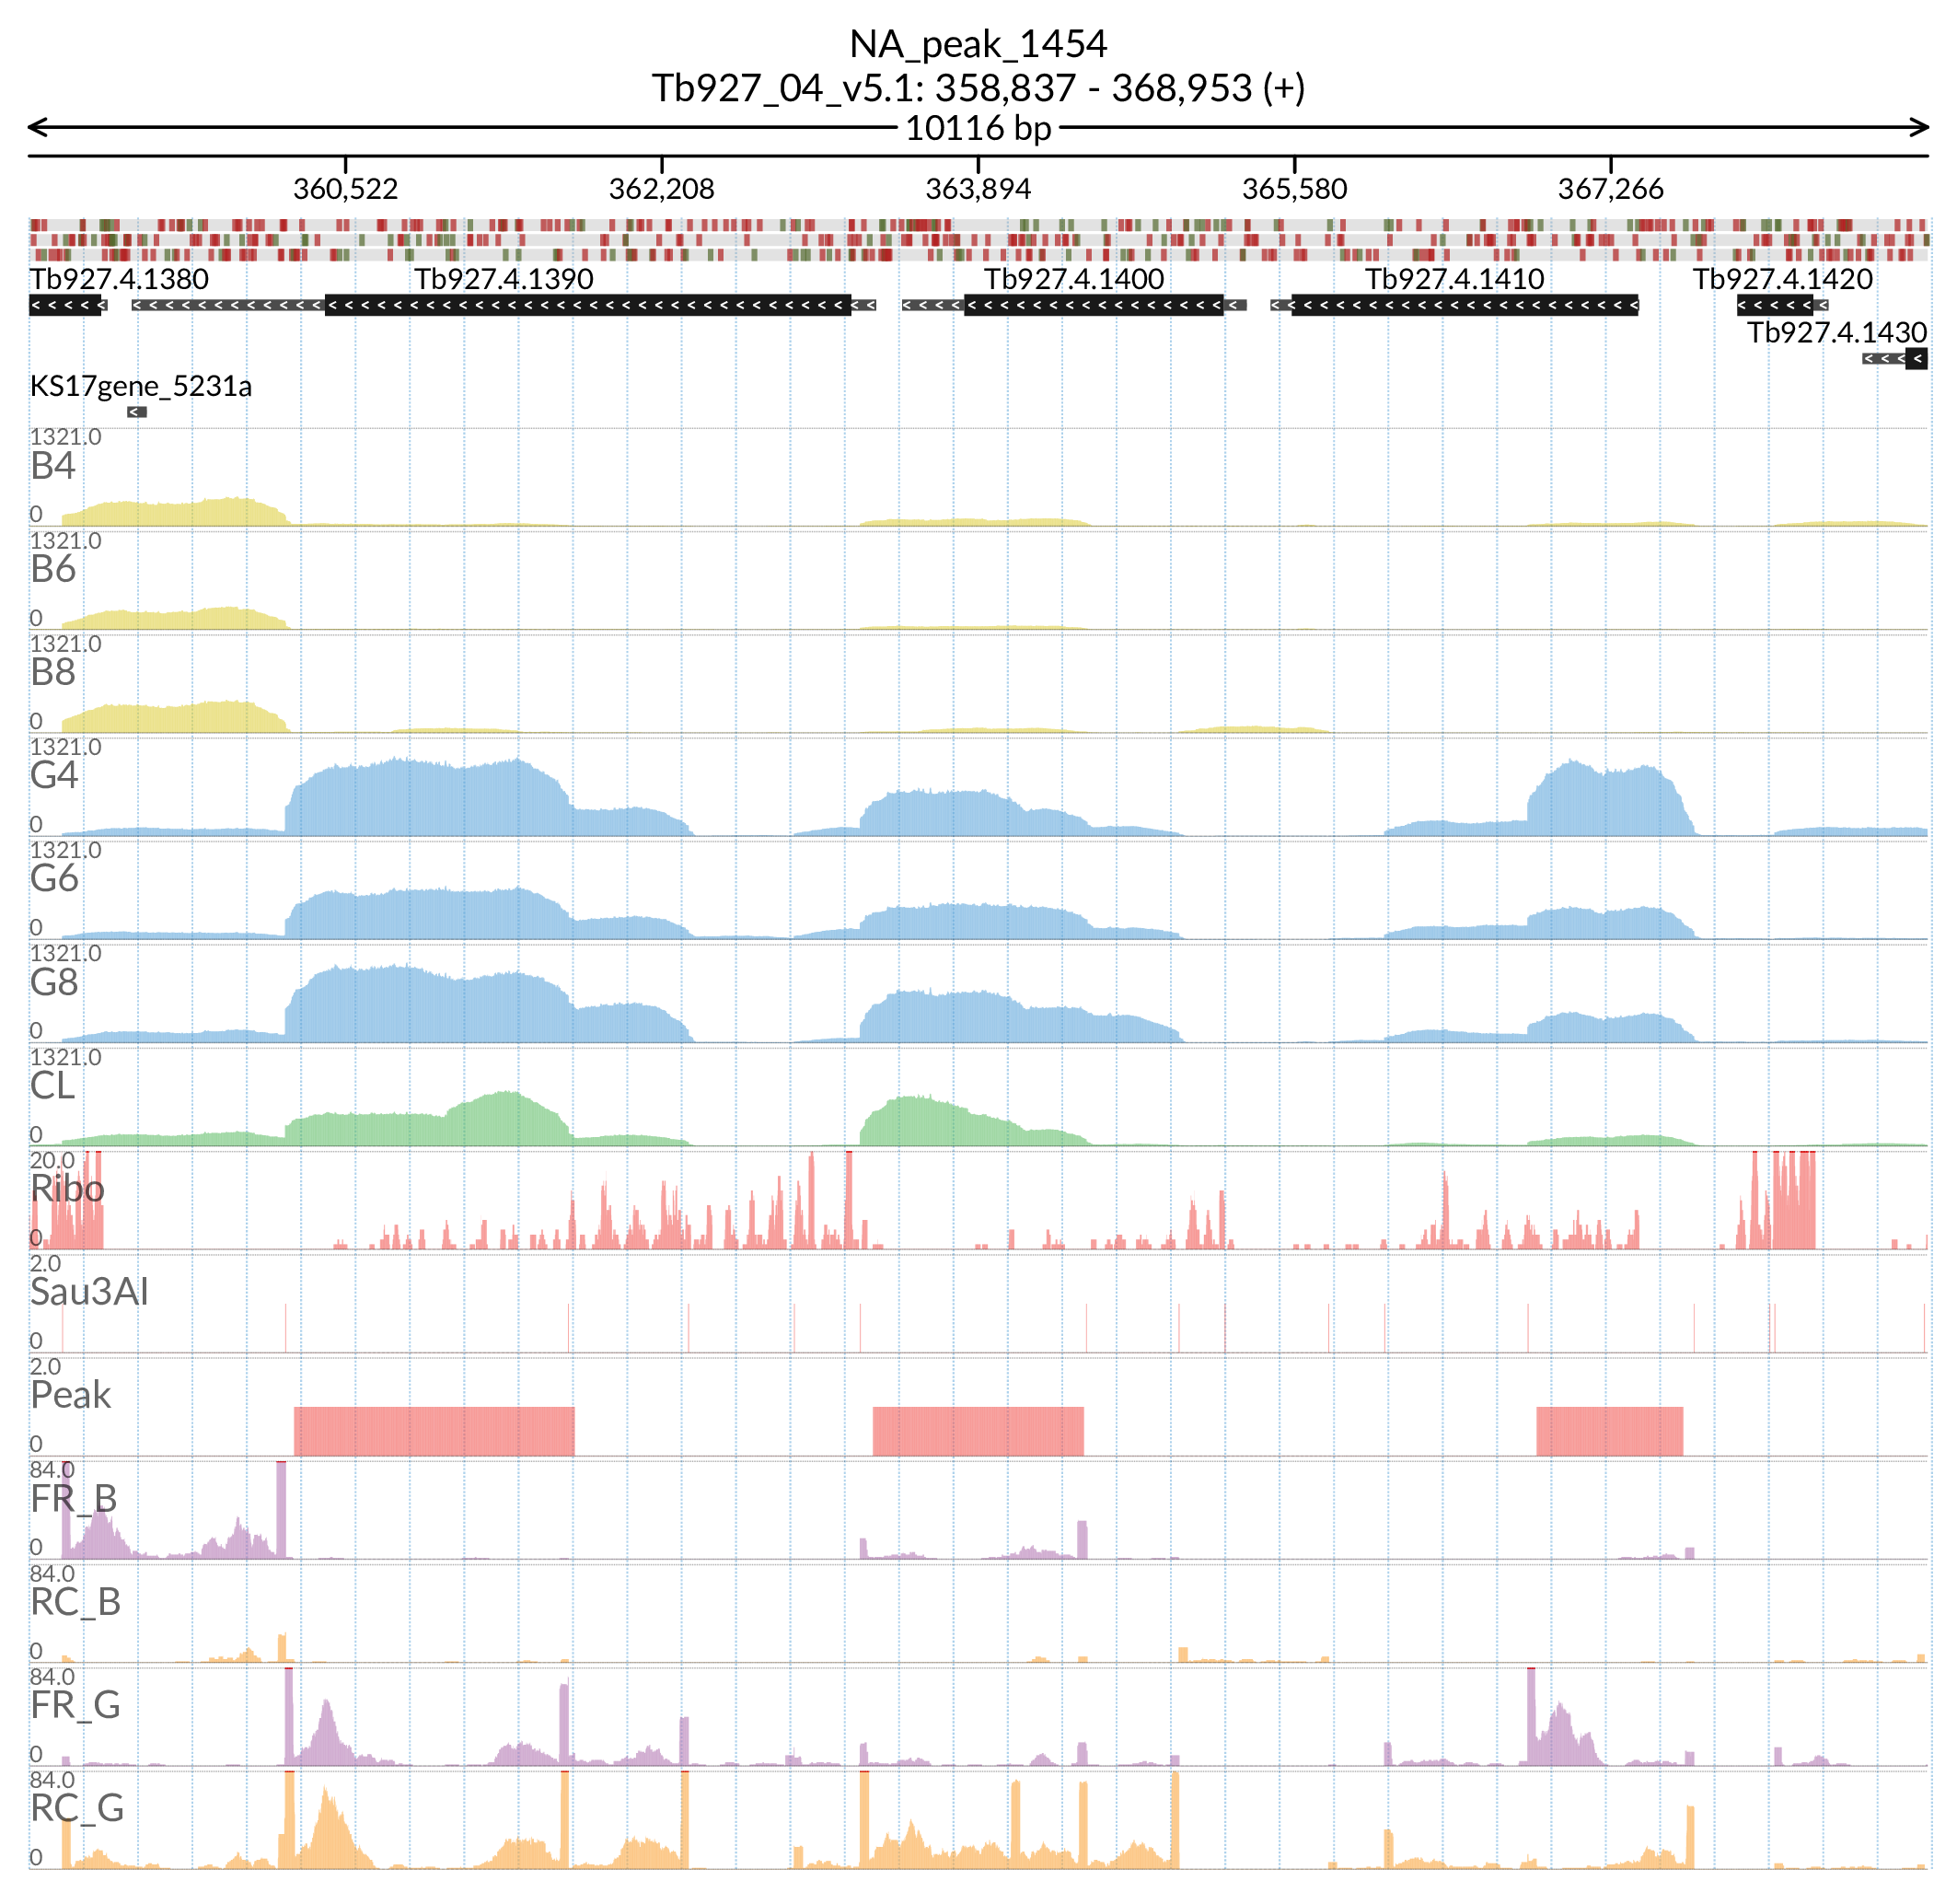 NA_peak_1454
Tb927_04_v5.1: 358,837 - 368,953 (+)
10116 bp
360,522 362,208 363,894 365,580 367,266
Tb927.4.1380 Tb927.4.1390 Tb927.4.1400 Tb927.4.1410 Tb927.4.1420
Tb927.4.1430
KS17gene_5231a
1321.0
B4
0
1321.0
B6
0
1321.0
B8
0
1321.0
G4
0
1321.0
G6
0
1321.0
G8
0
1321.0
CL
0
20.0
Ribo
0
2.0
Sau3AI
0
2.0
Peak
0
84.0
FR_B
0
84.0
RC_B
0
84.0
FR_G
0
84.0
RC_G
0